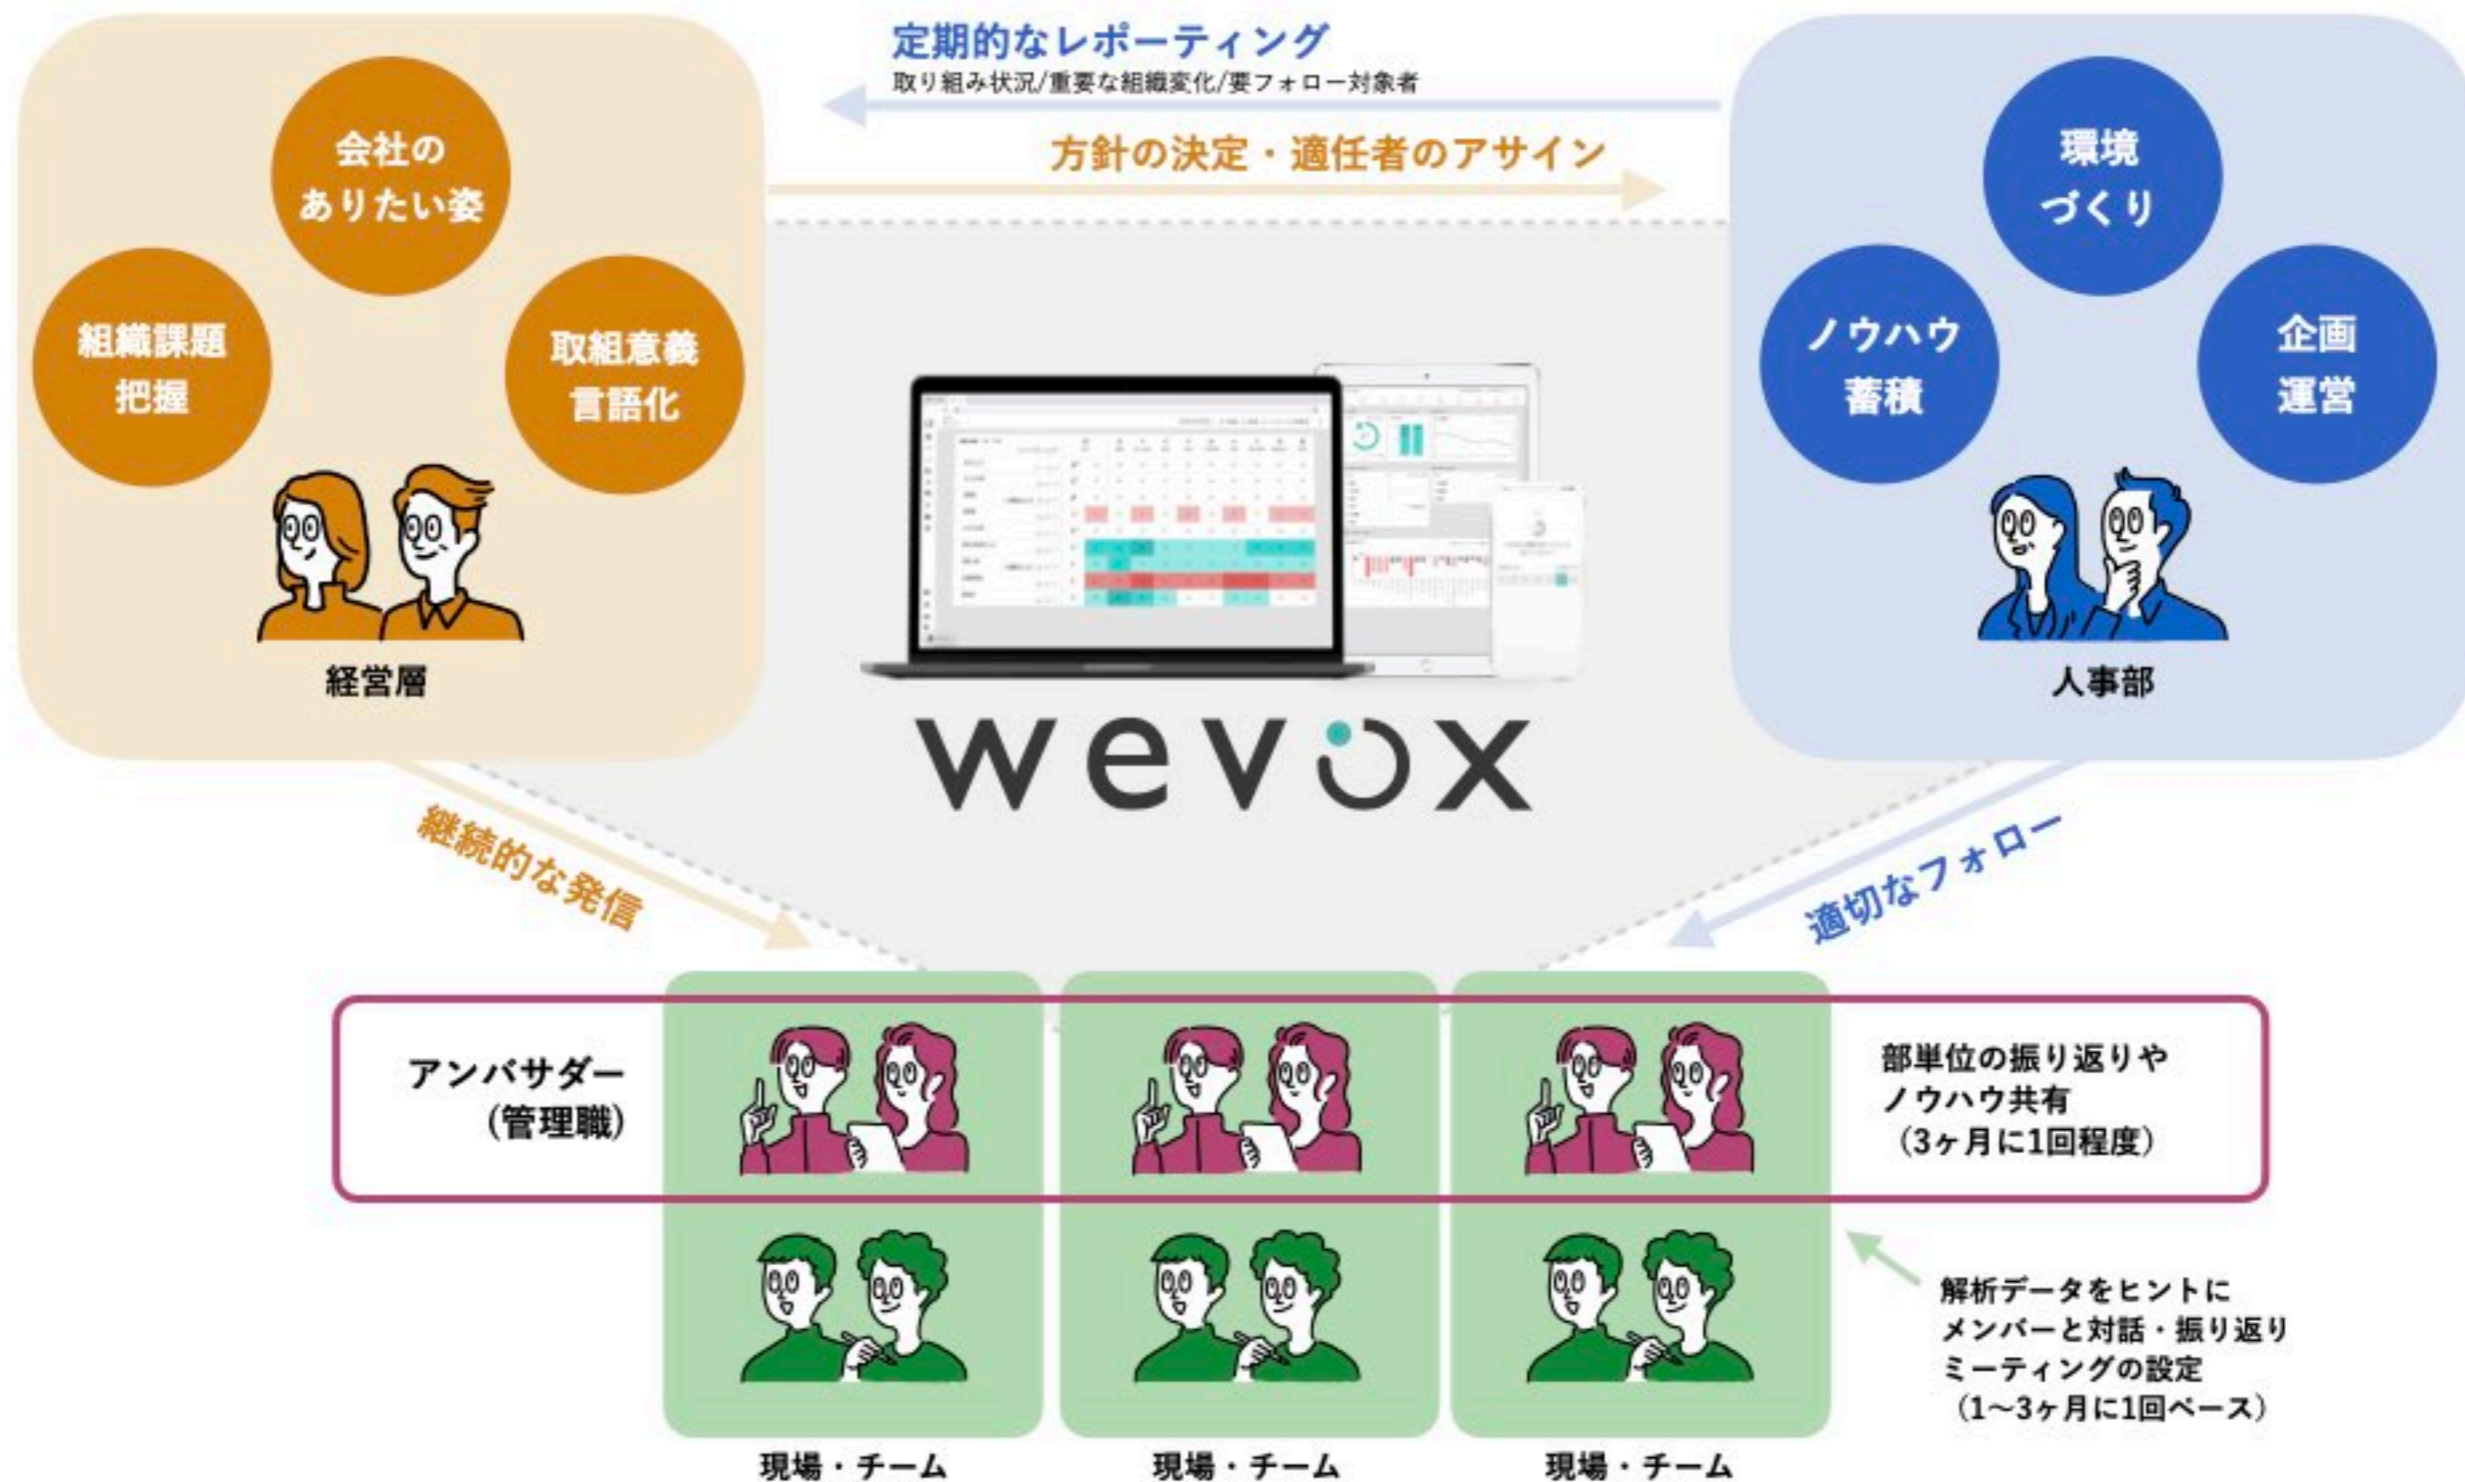 定期的なレポーティング
取り組み状況/重要な組織変化/要フォロー対象者
方針の決定・適任者のアサイン
会社の
ありたい姿
組織課題
把握
取組意義
言語化
経営層
環境
づくり
ノウハウ
蓄積
企画
運営
人事部
wevox
継続的な発信
適切なフォロー
アンバサダー
(管理職)
部単位の振り返りや
ノウハウ共有
（3ヶ月に1回程度）
解析データをヒントに
メンバーと対話・振り返り
ミーティングの設定
（1〜3ヶ月に1回ペース）
現場・チーム
現場・チーム
現場・チーム